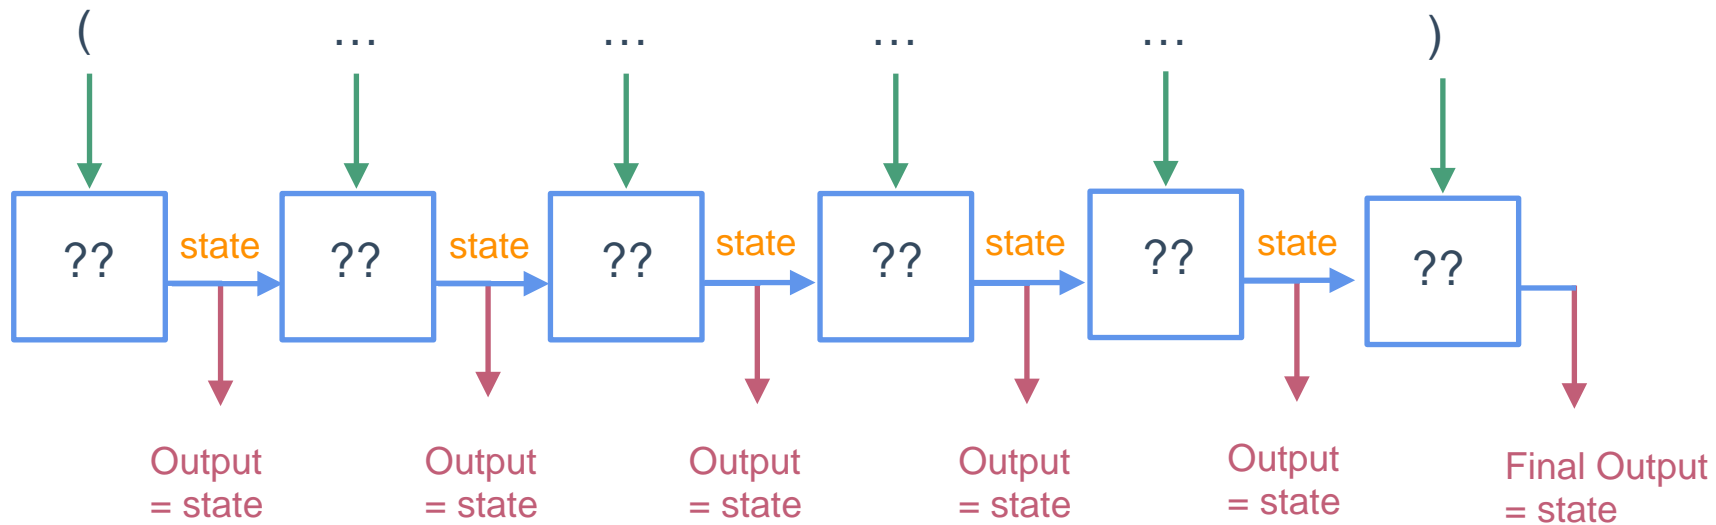 ( … … … … )
?? state ?? state ?? state ?? state ?? state ??
Output
= state
Output
= state
Output
= state
Output
= state
Output
= state
Final Output
= state